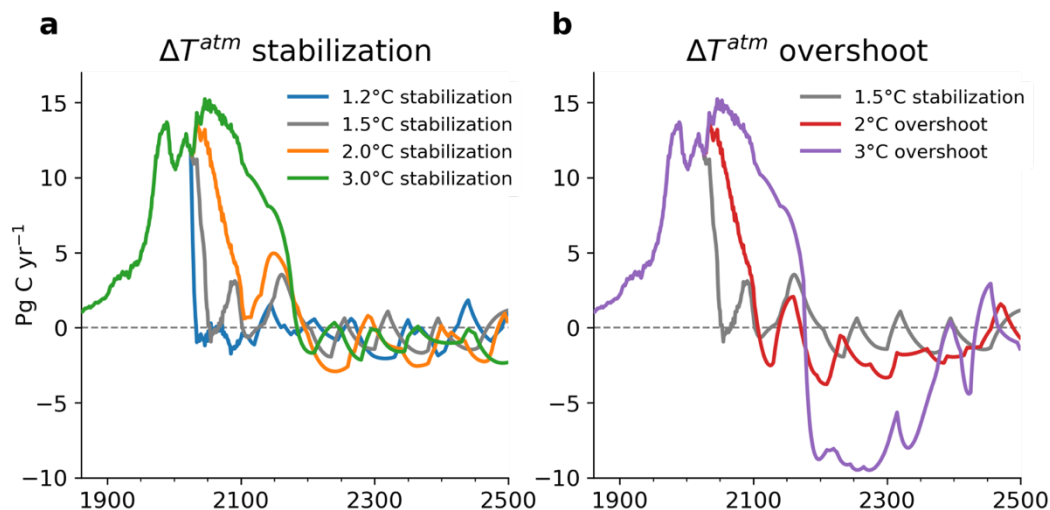 a
ΔT^atm stabilization
Pg C yr⁻¹
15
10
5
0
−5
−10
1.2°C stabilization
1.5°C stabilization
2.0°C stabilization
3.0°C stabilization
1900 2100 2300 2500
b
ΔT^atm overshoot
15
10
5
0
−5
−10
1.5°C stabilization
2°C overshoot
3°C overshoot
1900 2100 2300 2500